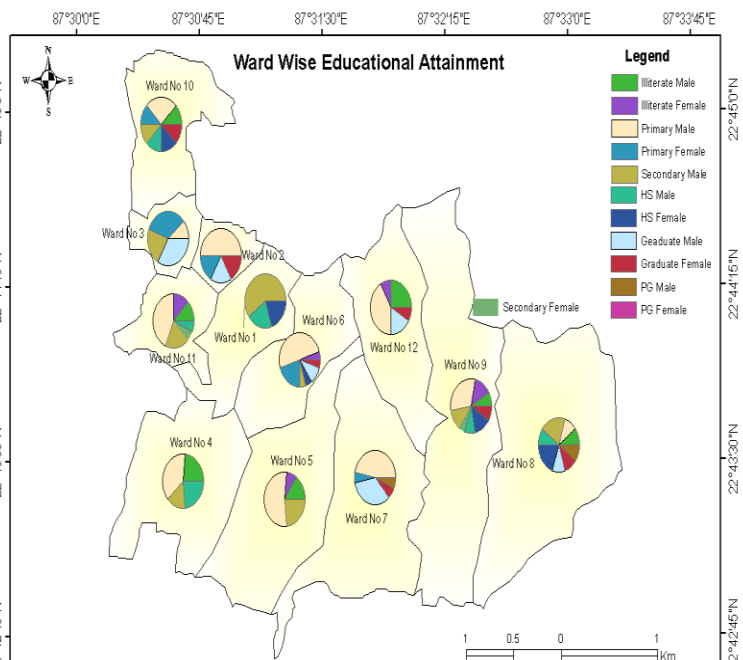 87°30'0"E 87°30'45"E 87°31'30"E 87°32'15"E 87°33'0"E 87°33'45"E
Ward Wise Educational Attainment
N
W E
S
Legend
Illiterate Male
Illiterate Female
Primary Male
Primary Female
Secondary Male
HS Male
HS Female
Geaduate Male
Graduate Female
PG Male
PG Female
Secondary Female
Ward No 10
Ward No 3
Ward No 2
Ward No 1
Ward No 6
Ward No 11
Ward No 12
Ward No 9
Ward No 8
Ward No 4
Ward No 5
Ward No 7
22°45'0"N
22°44'15"N
22°43'30"N
2°42'45"N
1 0.5 0 1
Km